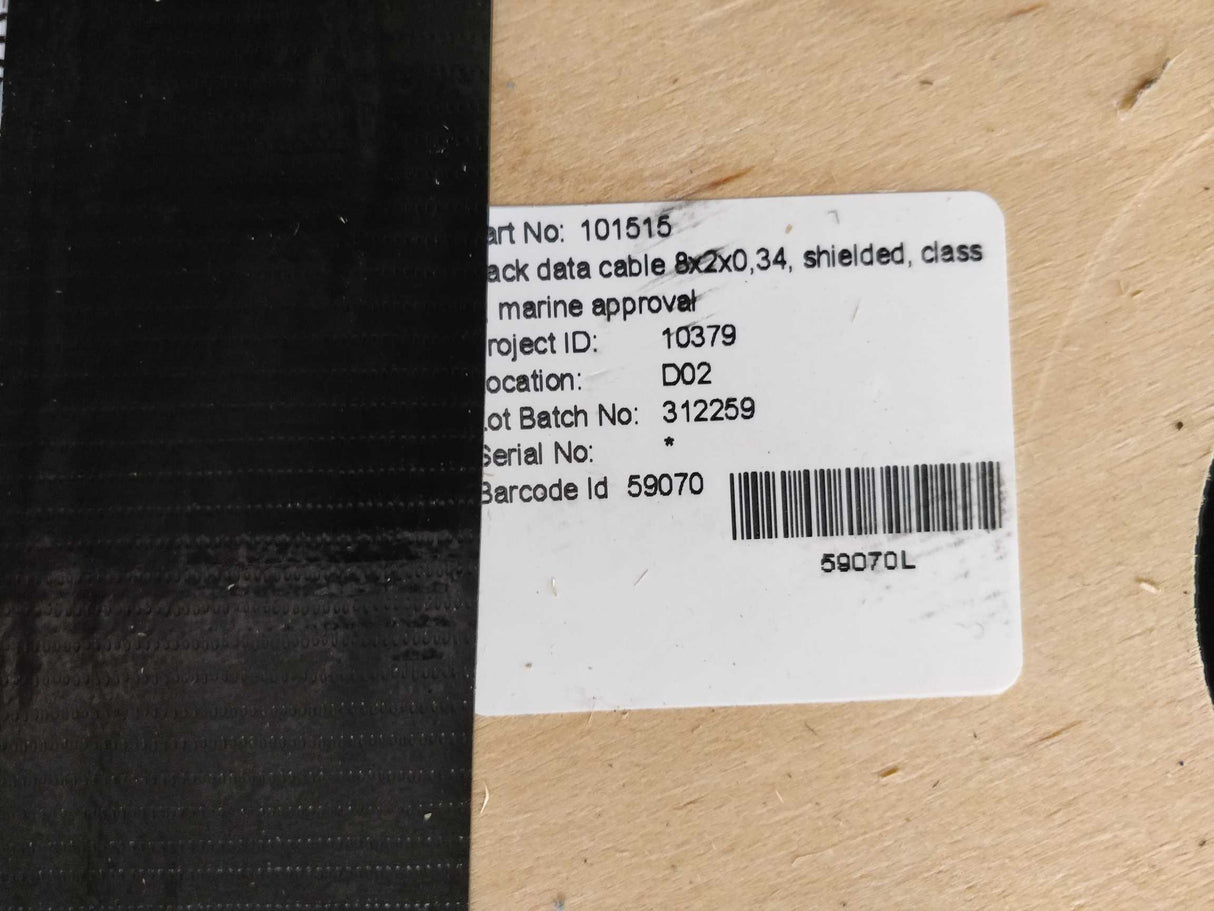 art No: 101515
ack data cable 8x2x0,34, shielded, class
marine approval
roject ID: 10379
ocation: D02
ot Batch No: 312259
Serial No: *
Barcode Id 59070
59070L